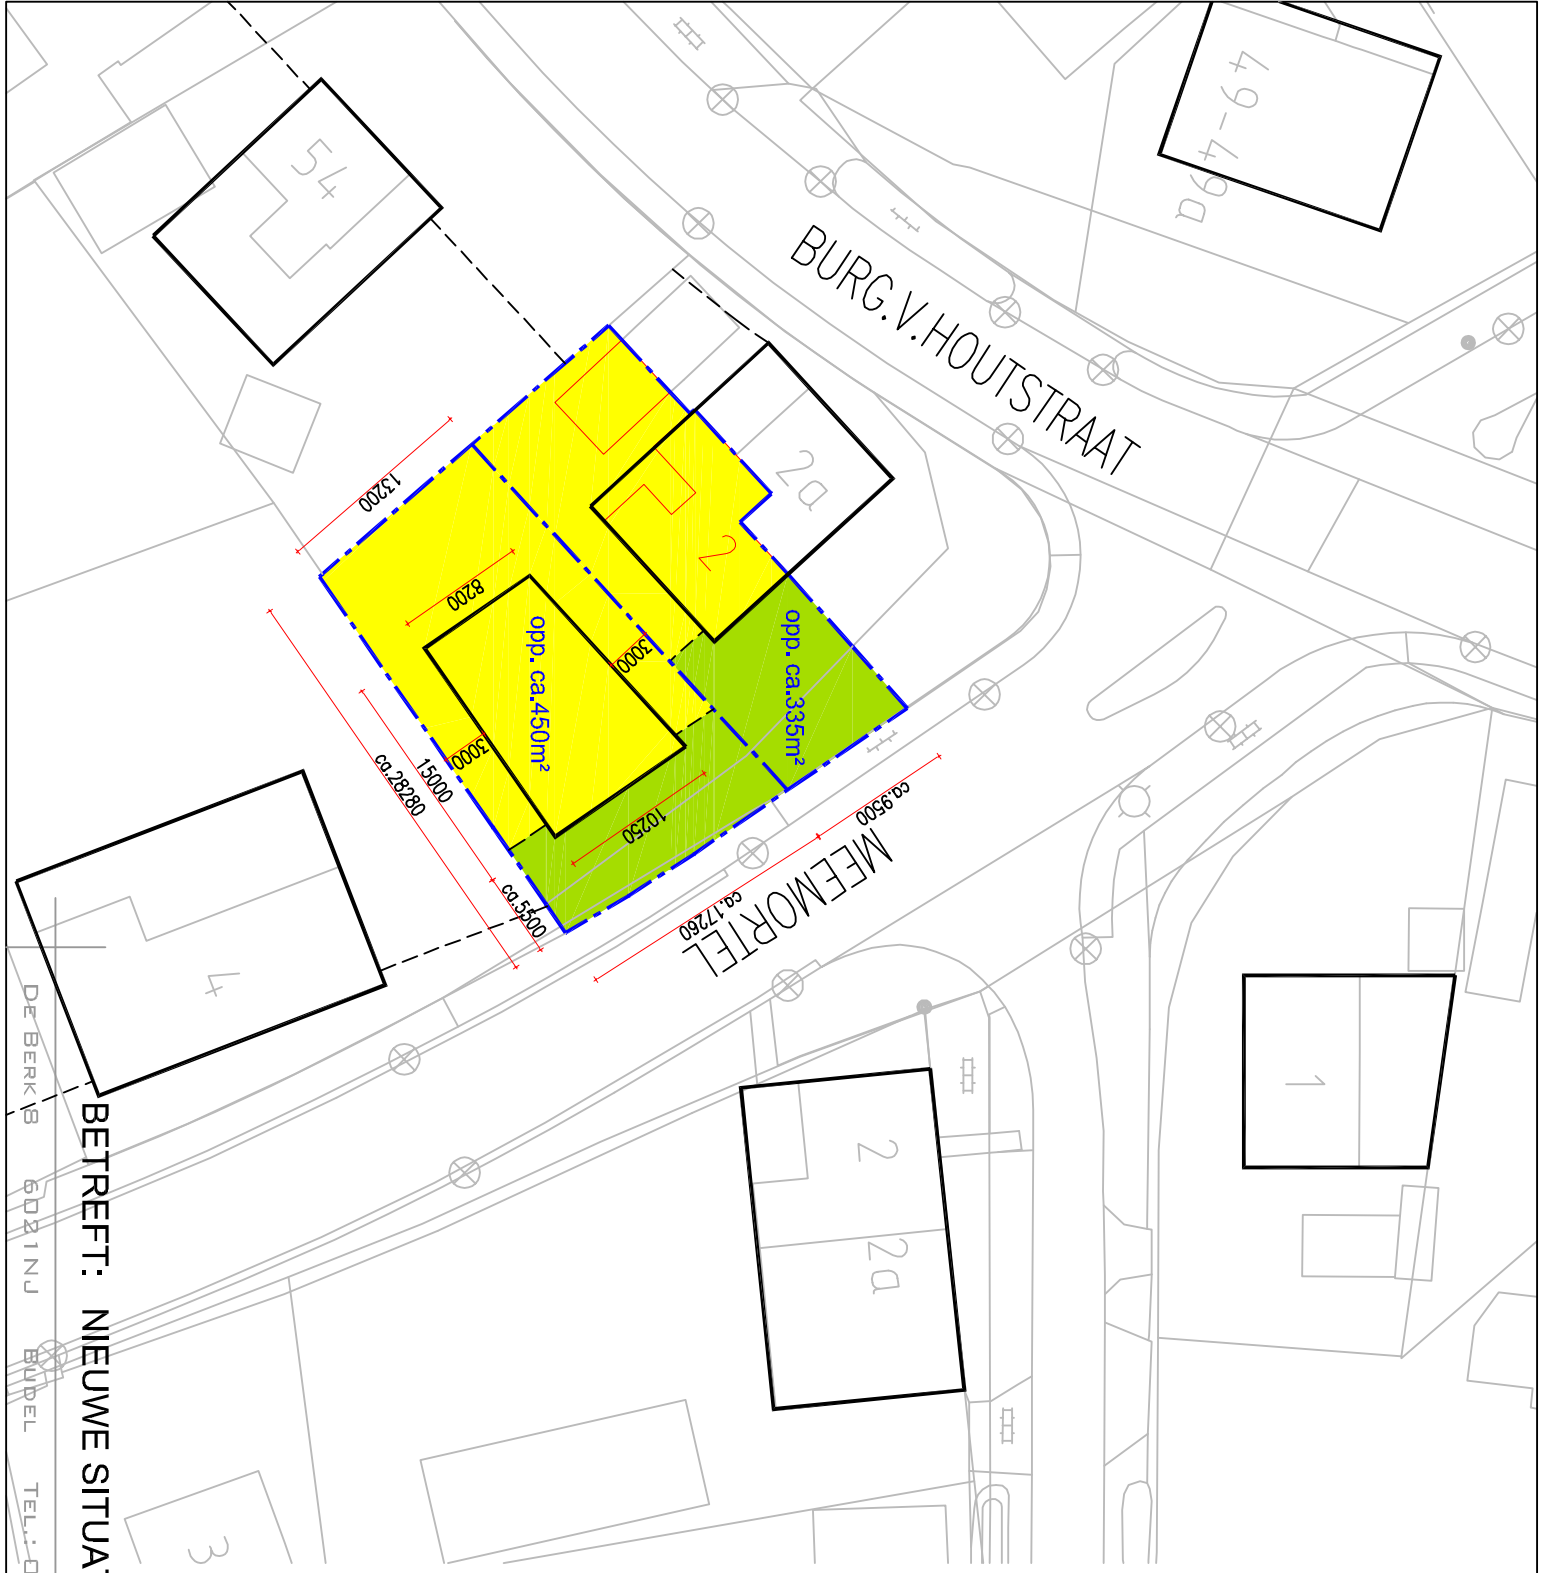 54
49-49a
BURG.V.HOUTSTRAAT
2a
2
13200
8200
3000
opp. ca.450m²
opp. ca.335m²
3000
15000
ca.28280
10250
ca.5500
ca.9500
ca.17260
MEEMORTEL
4
1
2
2a
3
BETREFT: NIEUWE SITUAT
DE BERK 8 6021NJ BUDEL TEL.: 0